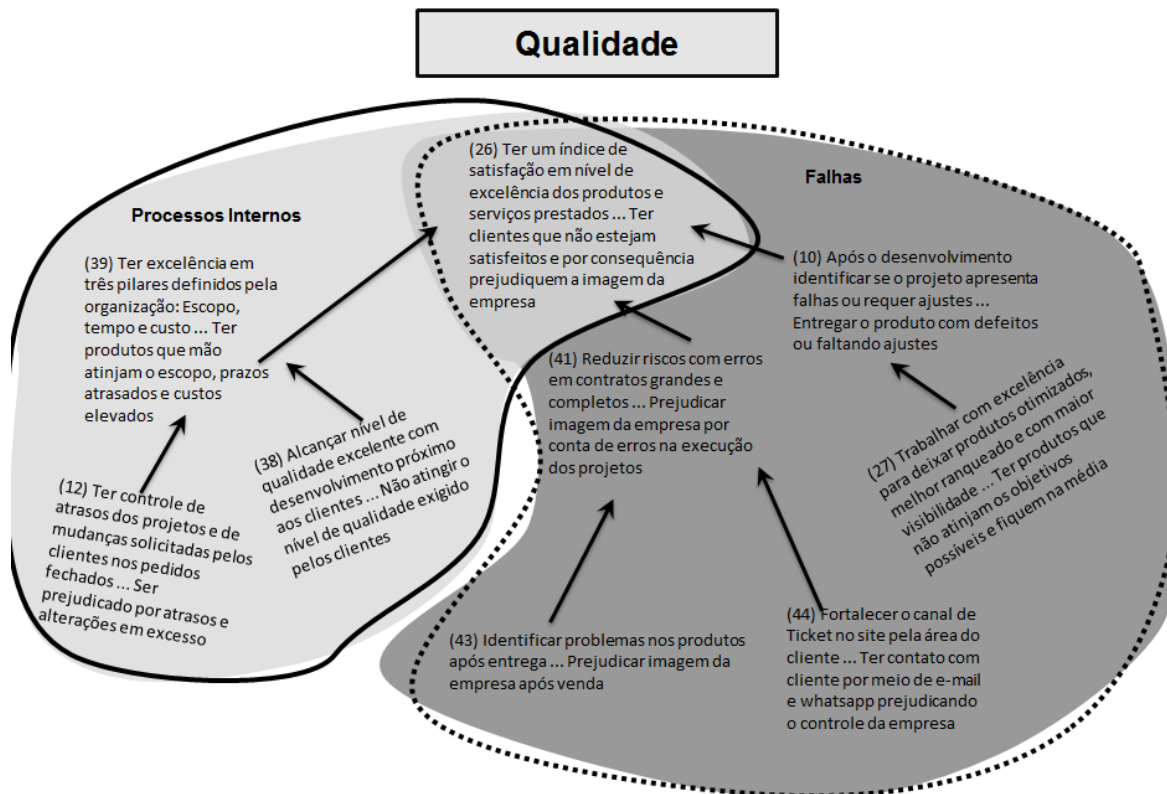 Qualidade
Processos Internos
(39) Ter excelência em
três pilares definidos pela
organização: Escopo,
tempo e custo ... Ter
produtos que mão
atinjam o escopo, prazos
atrasados e custos
elevados
(12) Ter controle de
atrasos dos projetos e de
mudanças solicitadas pelos
clientes nos pedidos
fechados ... Ser
prejudicado por atrasos e
alterações em excesso
(38) Alcançar nível de
qualidade excelente com
desenvolvimento próximo
aos clientes ... Não atingir o
nível de qualidade exigido
pelos clientes
(26) Ter um índice de
satisfação em nível de
excelência dos produtos e
serviços prestados ... Ter
clientes que não estejam
satisfeitos e por consequência
prejudiquem a imagem da
empresa
Falhas
(10) Após o desenvolvimento
identificar se o projeto apresenta
falhas ou requer ajustes ...
Entregar o produto com defeitos
ou faltando ajustes
(41) Reduzir riscos com erros
em contratos grandes e
completos ... Prejudicar
imagem da empresa por
conta de erros na execução
dos projetos
(27) Trabalhar com excelência
para deixar produtos otimizados,
melhor ranqueado e com maior
visibilidade ... Ter produtos que
não atinjam os objetivos
possíveis e fiquem na média
(43) Identificar problemas nos produtos
após entrega ... Prejudicar imagem da
empresa após venda
(44) Fortalecer o canal de
Ticket no site pela área do
cliente ... Ter contato com
cliente por meio de e-mail
e whatsapp prejudicando
o controle da empresa